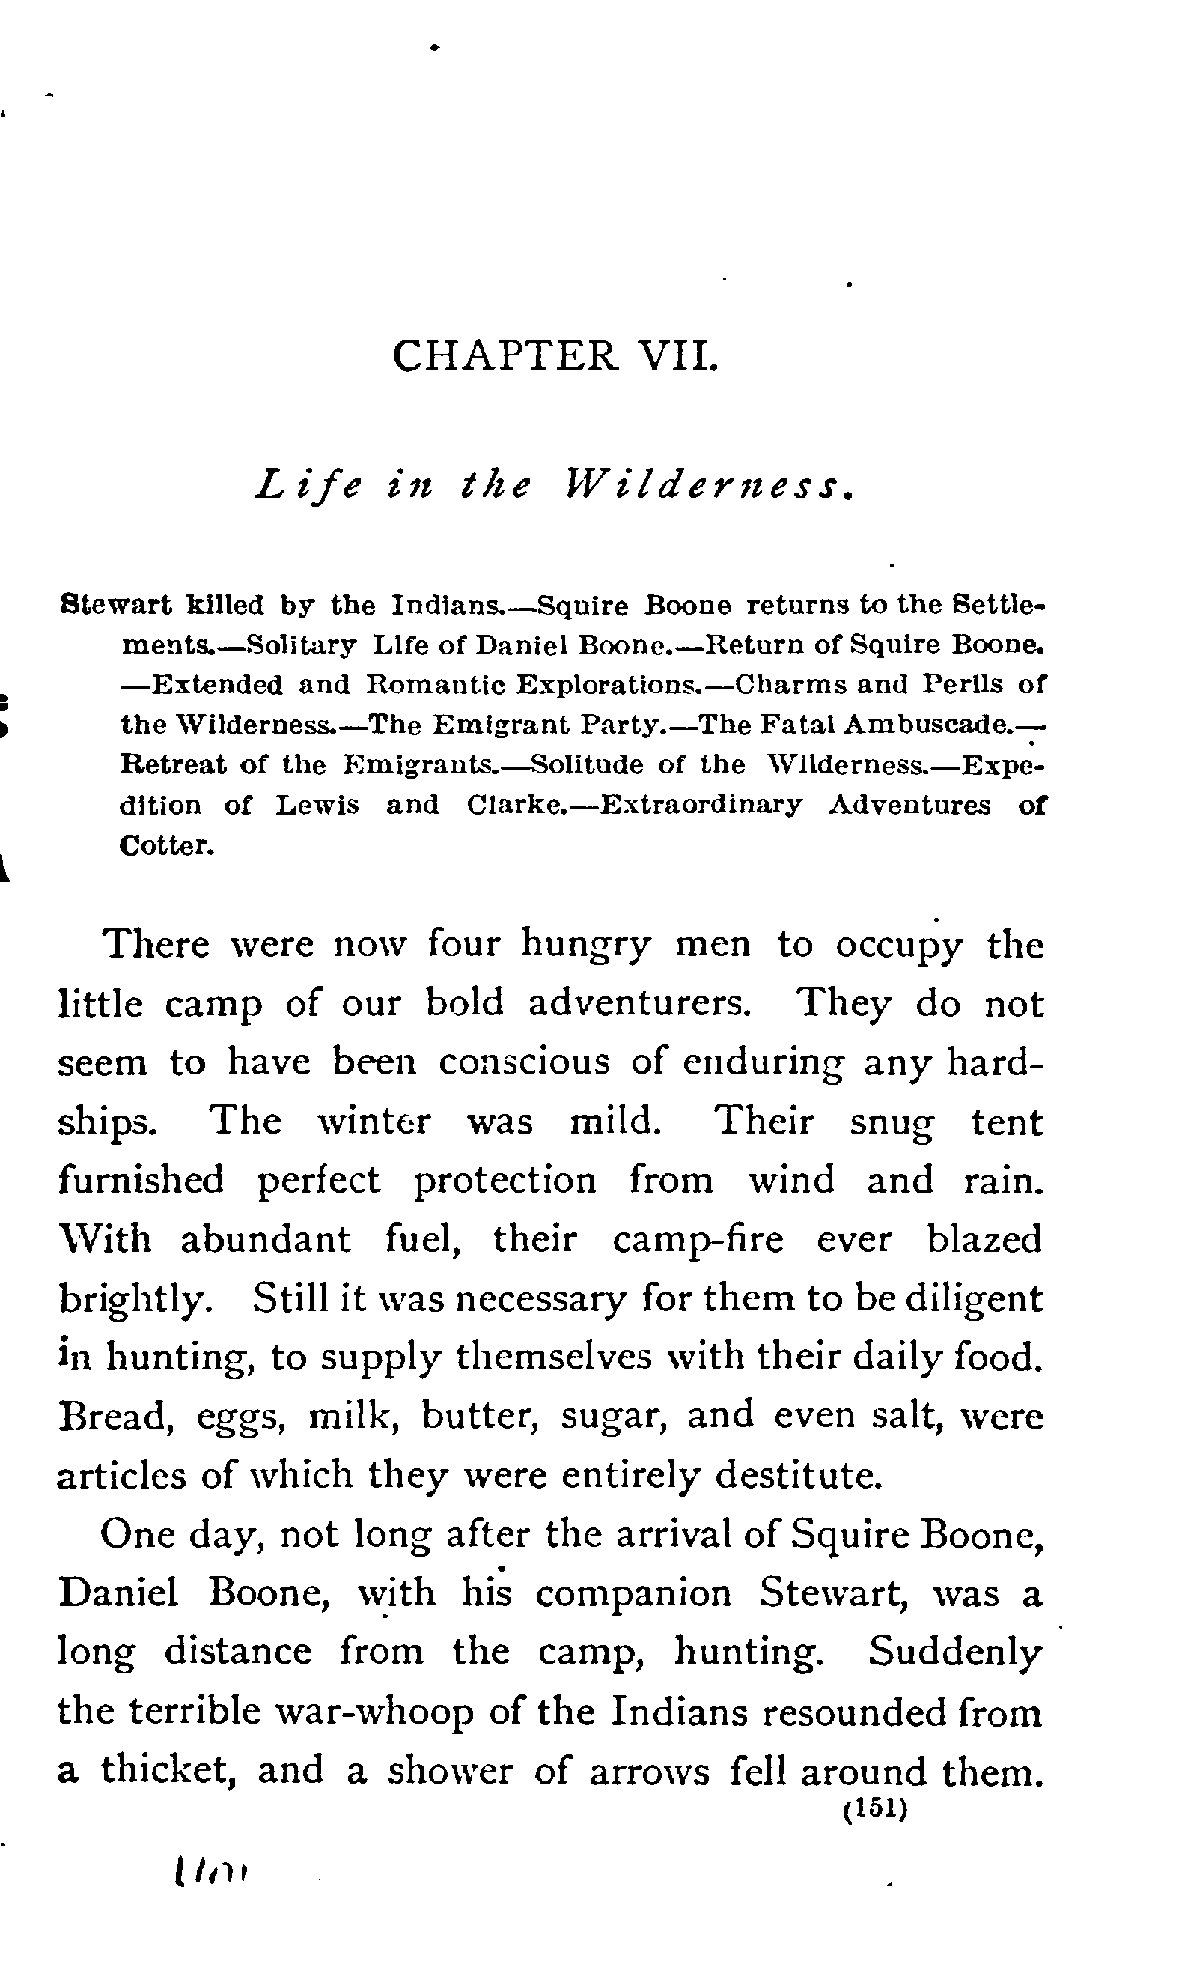 CHAPTER VII.
Life in the Wilderness.
Stewart killed by the Indians.—Squire Boone returns to the Settle-
ments.—Solitary Life of Daniel Boone.—Return of Squire Boone.
—Extended and Romantic Explorations.—Charms and Perils of
the Wilderness.—The Emigrant Party.—The Fatal Ambuscade.—
Retreat of the Emigrants.—Solitude of the Wilderness.—Expe-
dition of Lewis and Clarke.—Extraordinary Adventures of
Cotter.
There were now four hungry men to occupy the
little camp of our bold adventurers. They do not
seem to have been conscious of enduring any hard-
ships. The winter was mild. Their snug tent
furnished perfect protection from wind and rain.
With abundant fuel, their camp-fire ever blazed
brightly. Still it was necessary for them to be diligent
in hunting, to supply themselves with their daily food.
Bread, eggs, milk, butter, sugar, and even salt, were
articles of which they were entirely destitute.
One day, not long after the arrival of Squire Boone,
Daniel Boone, with his companion Stewart, was a
long distance from the camp, hunting. Suddenly
the terrible war-whoop of the Indians resounded from
a thicket, and a shower of arrows fell around them.
(151)